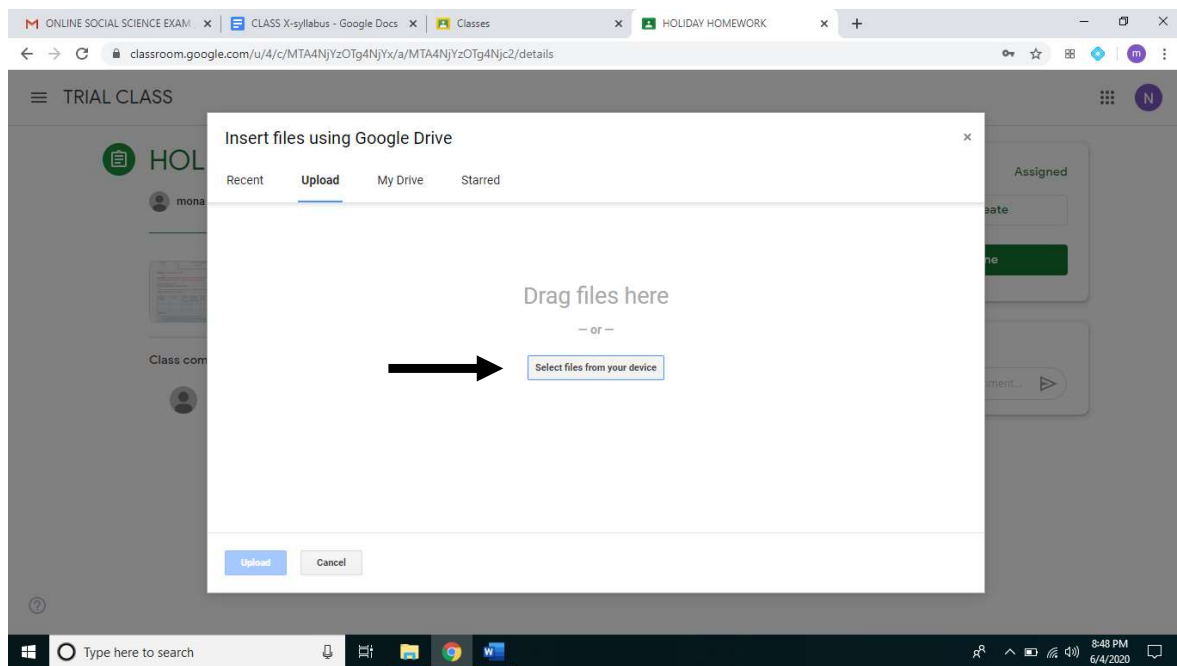 ONLINE SOCIAL SCIENCE EXAM
CLASS X-syllabus - Google Docs
Classes
HOLIDAY HOMEWORK
classroom.google.com/u/4/c/MTA4NjYzOTg4NjYx/a/MTA4NjYzOTg4Njc2/details
m
TRIAL CLASS
N
Insert files using Google Drive
HOL
Assigned
Recent Upload My Drive Starred
mona
eate
ne
Drag files here
— or —
Select files from your device
Class com
ment...
Upload Cancel
Type here to search
W
8:48 PM
6/4/2020